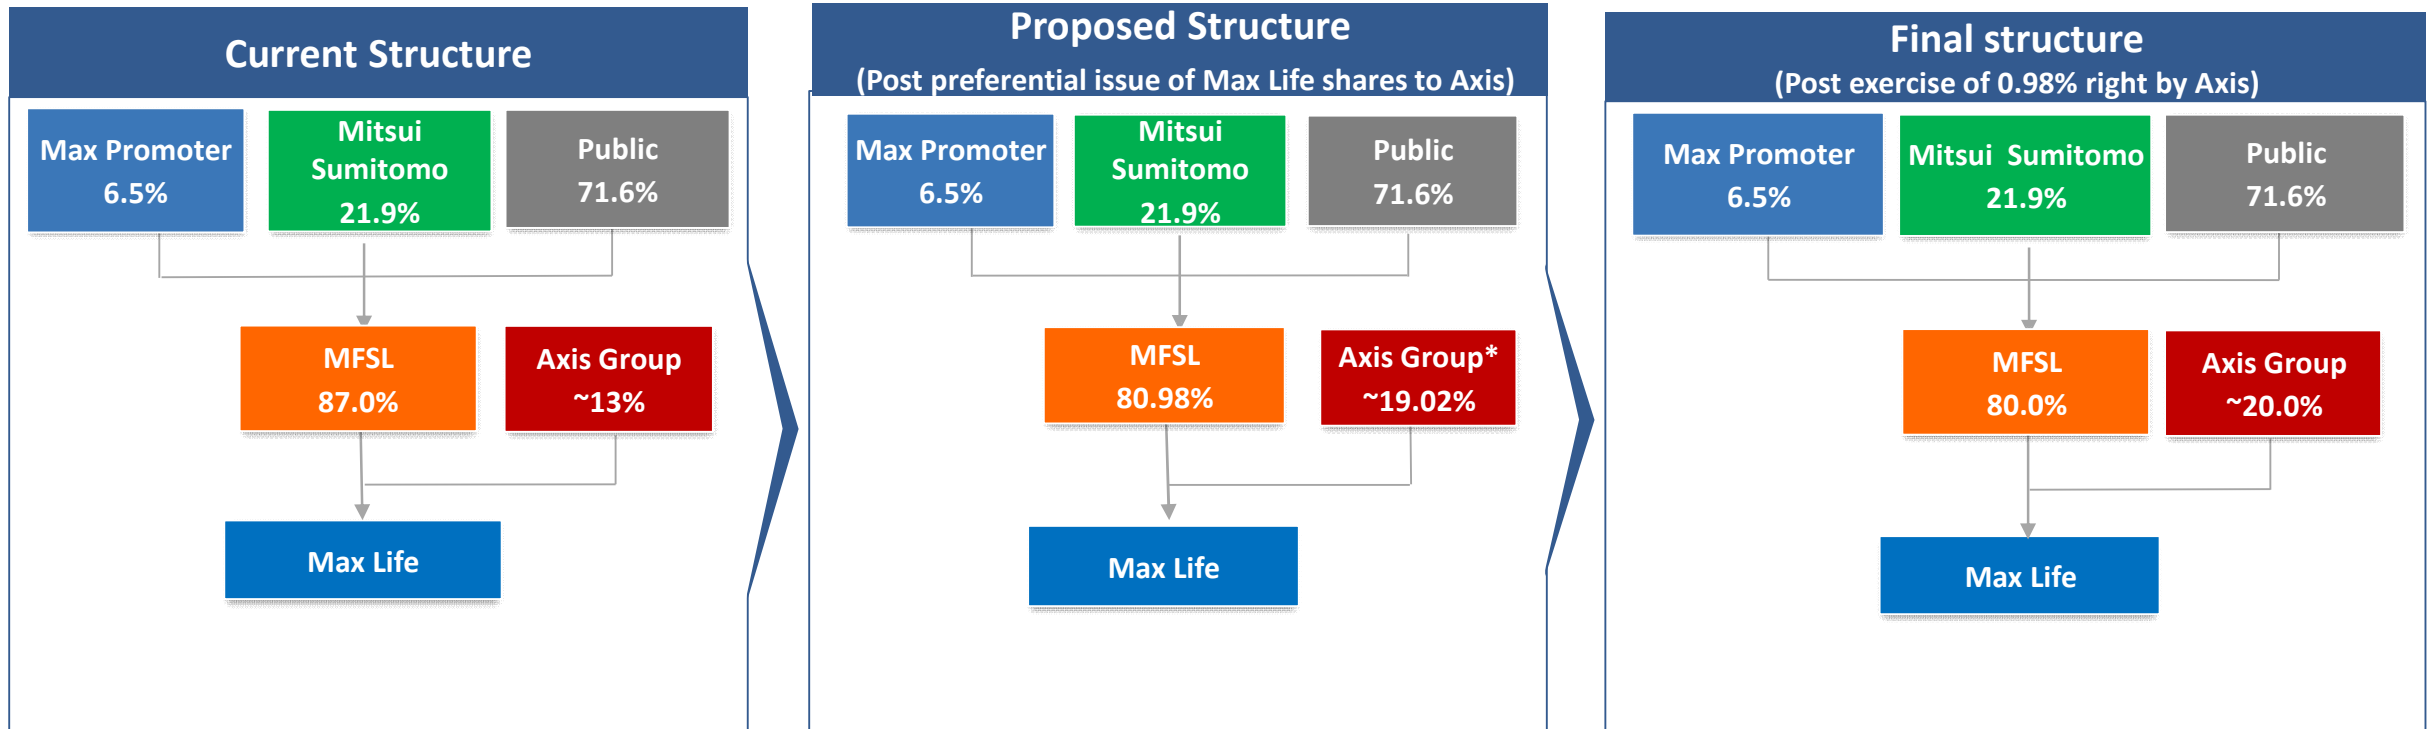 Current Structure
Max Promoter
6.5%
Mitsui
Sumitomo
21.9%
Public
71.6%
MFSL
87.0%
Axis Group
~13%
Max Life
Proposed Structure
(Post preferential issue of Max Life shares to Axis)
Max Promoter
6.5%
Mitsui
Sumitomo
21.9%
Public
71.6%
MFSL
80.98%
Axis Group*
~19.02%
Max Life
Final structure
(Post exercise of 0.98% right by Axis)
Max Promoter
6.5%
Mitsui Sumitomo
21.9%
Public
71.6%
MFSL
80.0%
Axis Group
~20.0%
Max Life